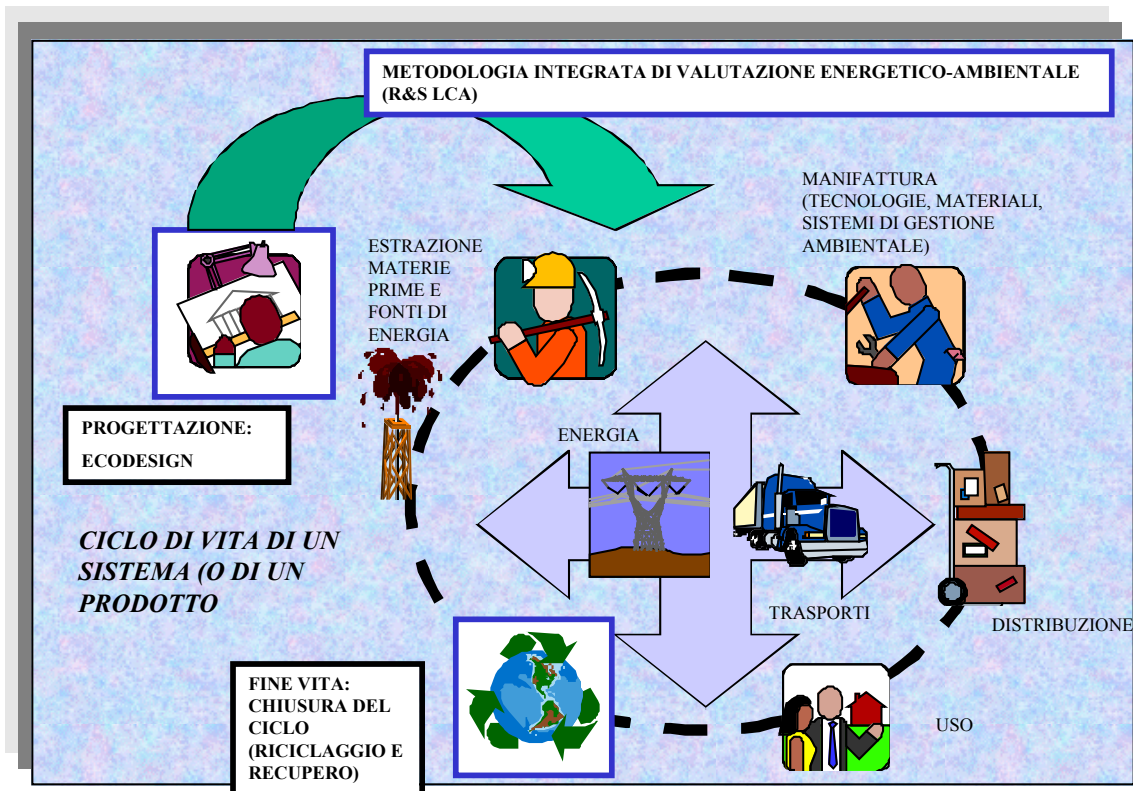 METODOLOGIA INTEGRATA DI VALUTAZIONE ENERGETICO-AMBIENTALE
(R&S LCA)
MANIFATTURA
(TECNOLOGIE, MATERIALI,
SISTEMI DI GESTIONE
AMBIENTALE)
ESTRAZIONE
MATERIE
PRIME E
FONTI DI
ENERGIA
PROGETTAZIONE:
ECODESIGN
ENERGIA
CICLO DI VITA DI UN
SISTEMA (O DI UN
PRODOTTO
TRASPORTI
DISTRIBUZIONE
FINE VITA:
CHIUSURA DEL
CICLO
(RICICLAGGIO E
RECUPERO)
USO